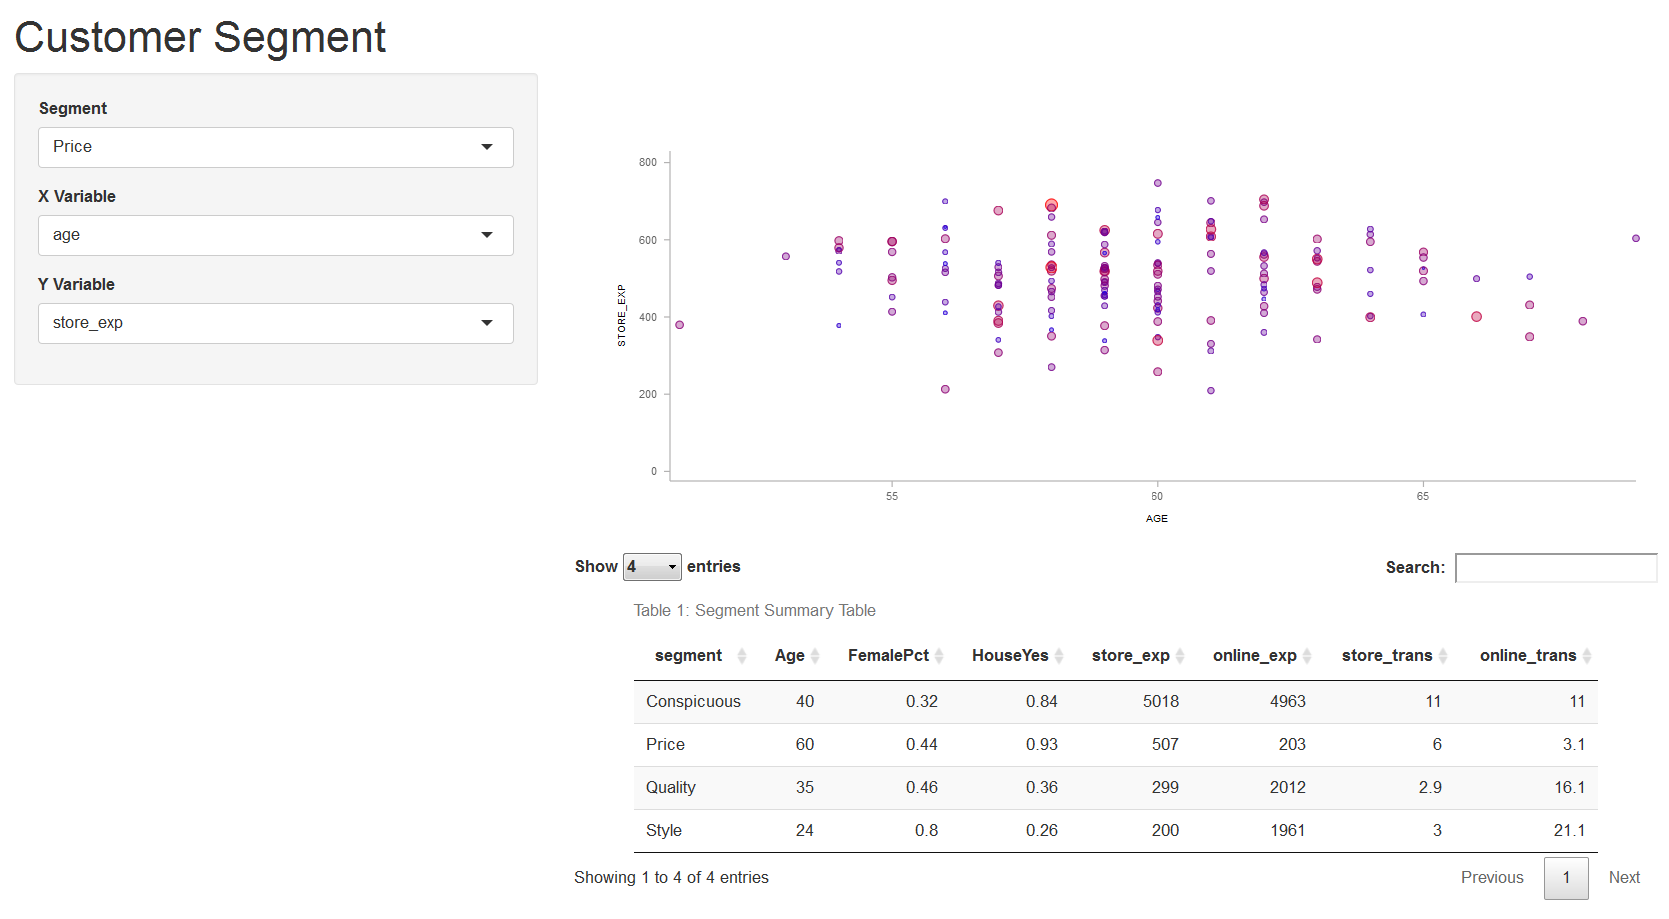 Customer Segment
Segment
Price
X Variable
age
Y Variable
store_exp
800
600
400
200
0
STORE_EXP
55 60 65
AGE
Show 4 entries Search:
Table 1: Segment Summary Table
segment Age FemalePct HouseYes store_exp online_exp store_trans online_trans
Conspicuous 40 0.32 0.84 5018 4963 11 11
Price 60 0.44 0.93 507 203 6 3.1
Quality 35 0.46 0.36 299 2012 2.9 16.1
Style 24 0.8 0.26 200 1961 3 21.1
Showing 1 to 4 of 4 entries Previous 1 Next